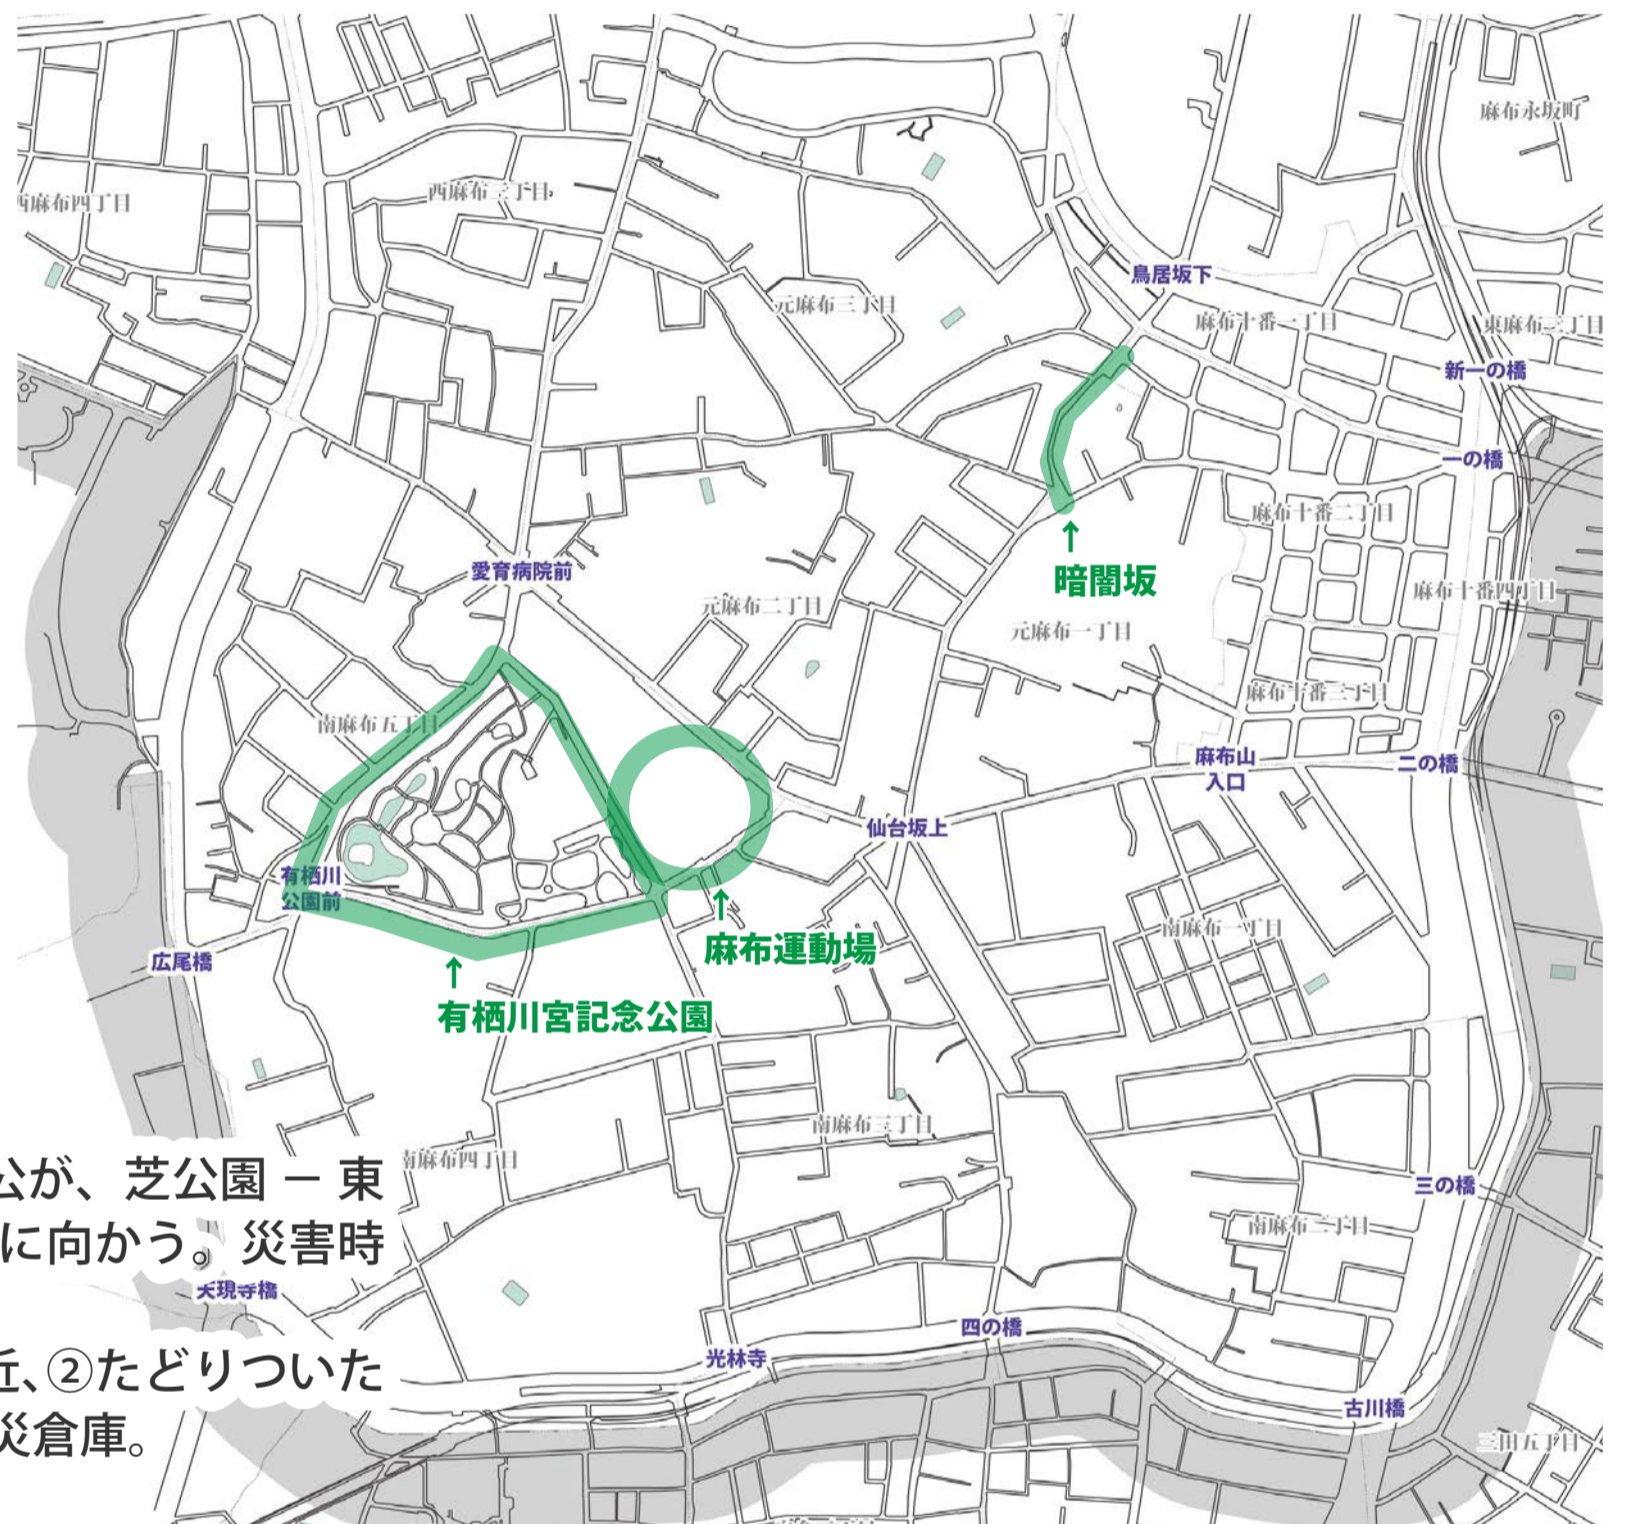 麻布永坂町
西麻布四丁目
西麻布三丁目
鳥居坂下
元麻布三丁目
麻布十番一丁目
東麻布三丁目
新一の橋
一の橋
麻布十番二丁目
愛育病院前
暗闇坂
麻布十番四丁目
元麻布二丁目
元麻布一丁目
麻布十番三丁目
南麻布五丁目
麻布山
入口
二の橋
仙台坂上
有栖川
公園前
南麻布一丁目
麻布運動場
広尾橋
有栖川宮記念公園
南麻布三丁目
南麻布四丁目
公が、芝公園 － 東
に向かう。災害時
三の橋
南麻布二丁目
天現寺橋
四の橋
光林寺
近、②たどりついた
災倉庫。
古川橋
三田五丁目